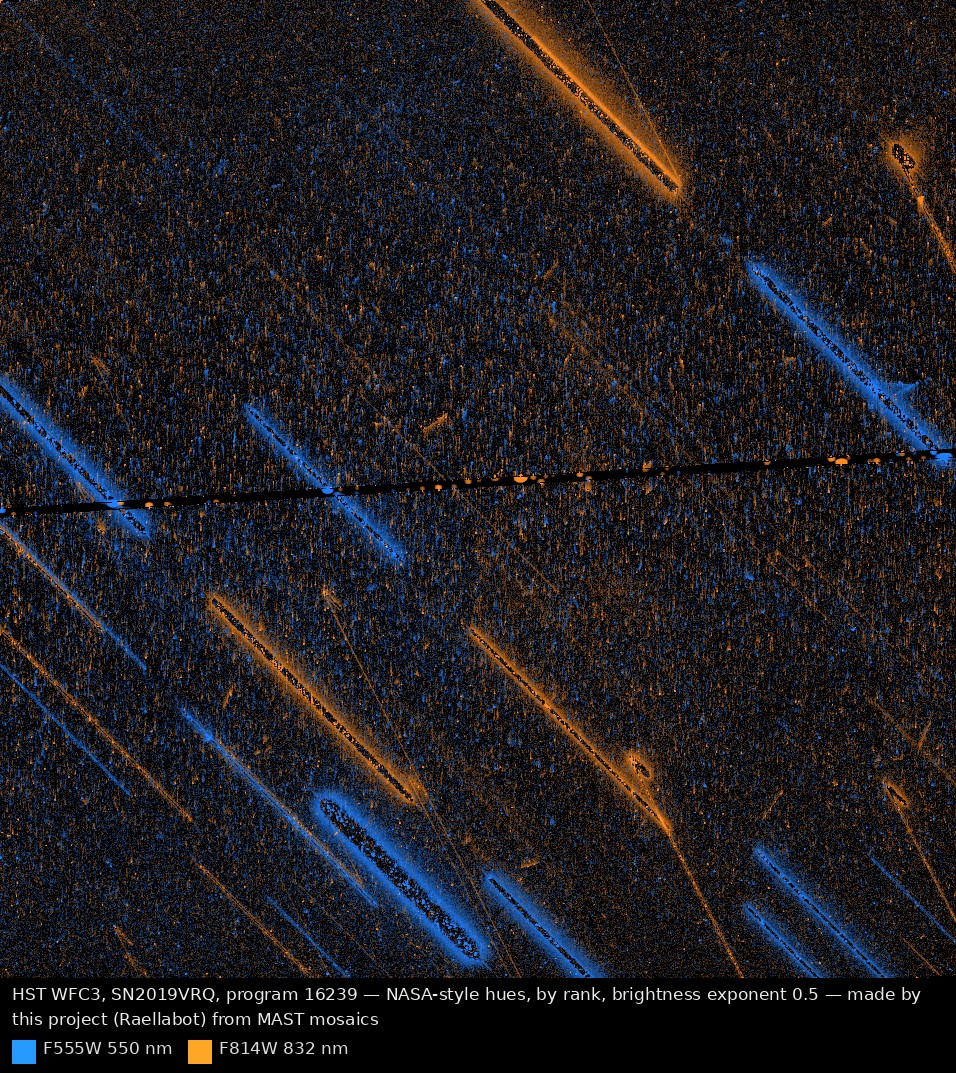 HST WFC3, SN2019VRQ, program 16239 — NASA-style hues, by rank, brightness exponent 0.5 — made by
this project (Raellabot) from MAST mosaics
F555W 550 nm F814W 832 nm